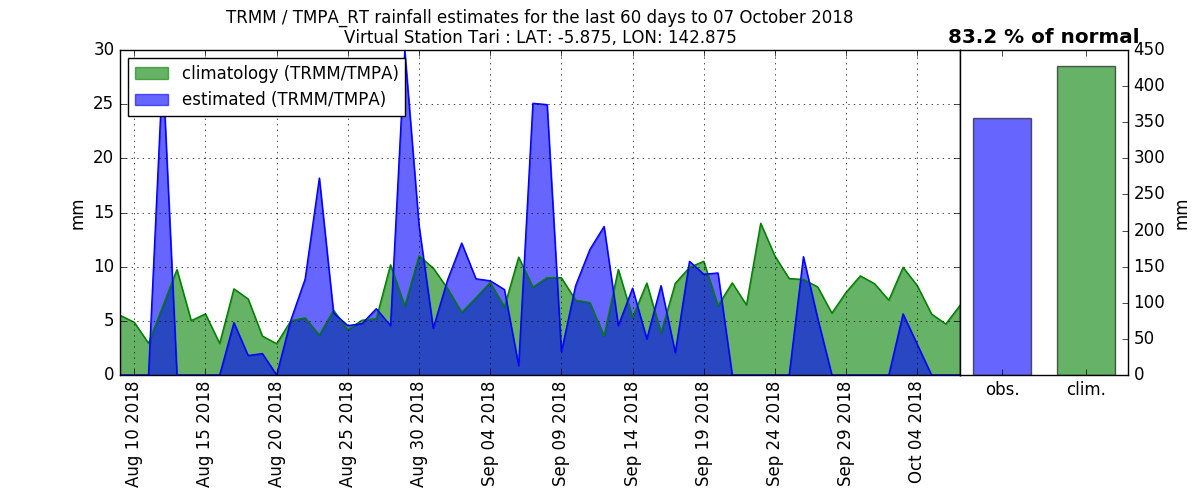 TRMM / TMPA_RT rainfall estimates for the last 60 days to 07 October 2018
Virtual Station Tari : LAT: -5.875, LON: 142.875
83.2 % of normal
climatology (TRMM/TMPA)
estimated (TRMM/TMPA)
30
25
20
15
10
5
0
mm
Aug 10 2018
Aug 15 2018
Aug 20 2018
Aug 25 2018
Aug 30 2018
Sep 04 2018
Sep 09 2018
Sep 14 2018
Sep 19 2018
Sep 24 2018
Sep 29 2018
Oct 04 2018
obs.
clim.
450
400
350
300
250
200
150
100
50
0
mm